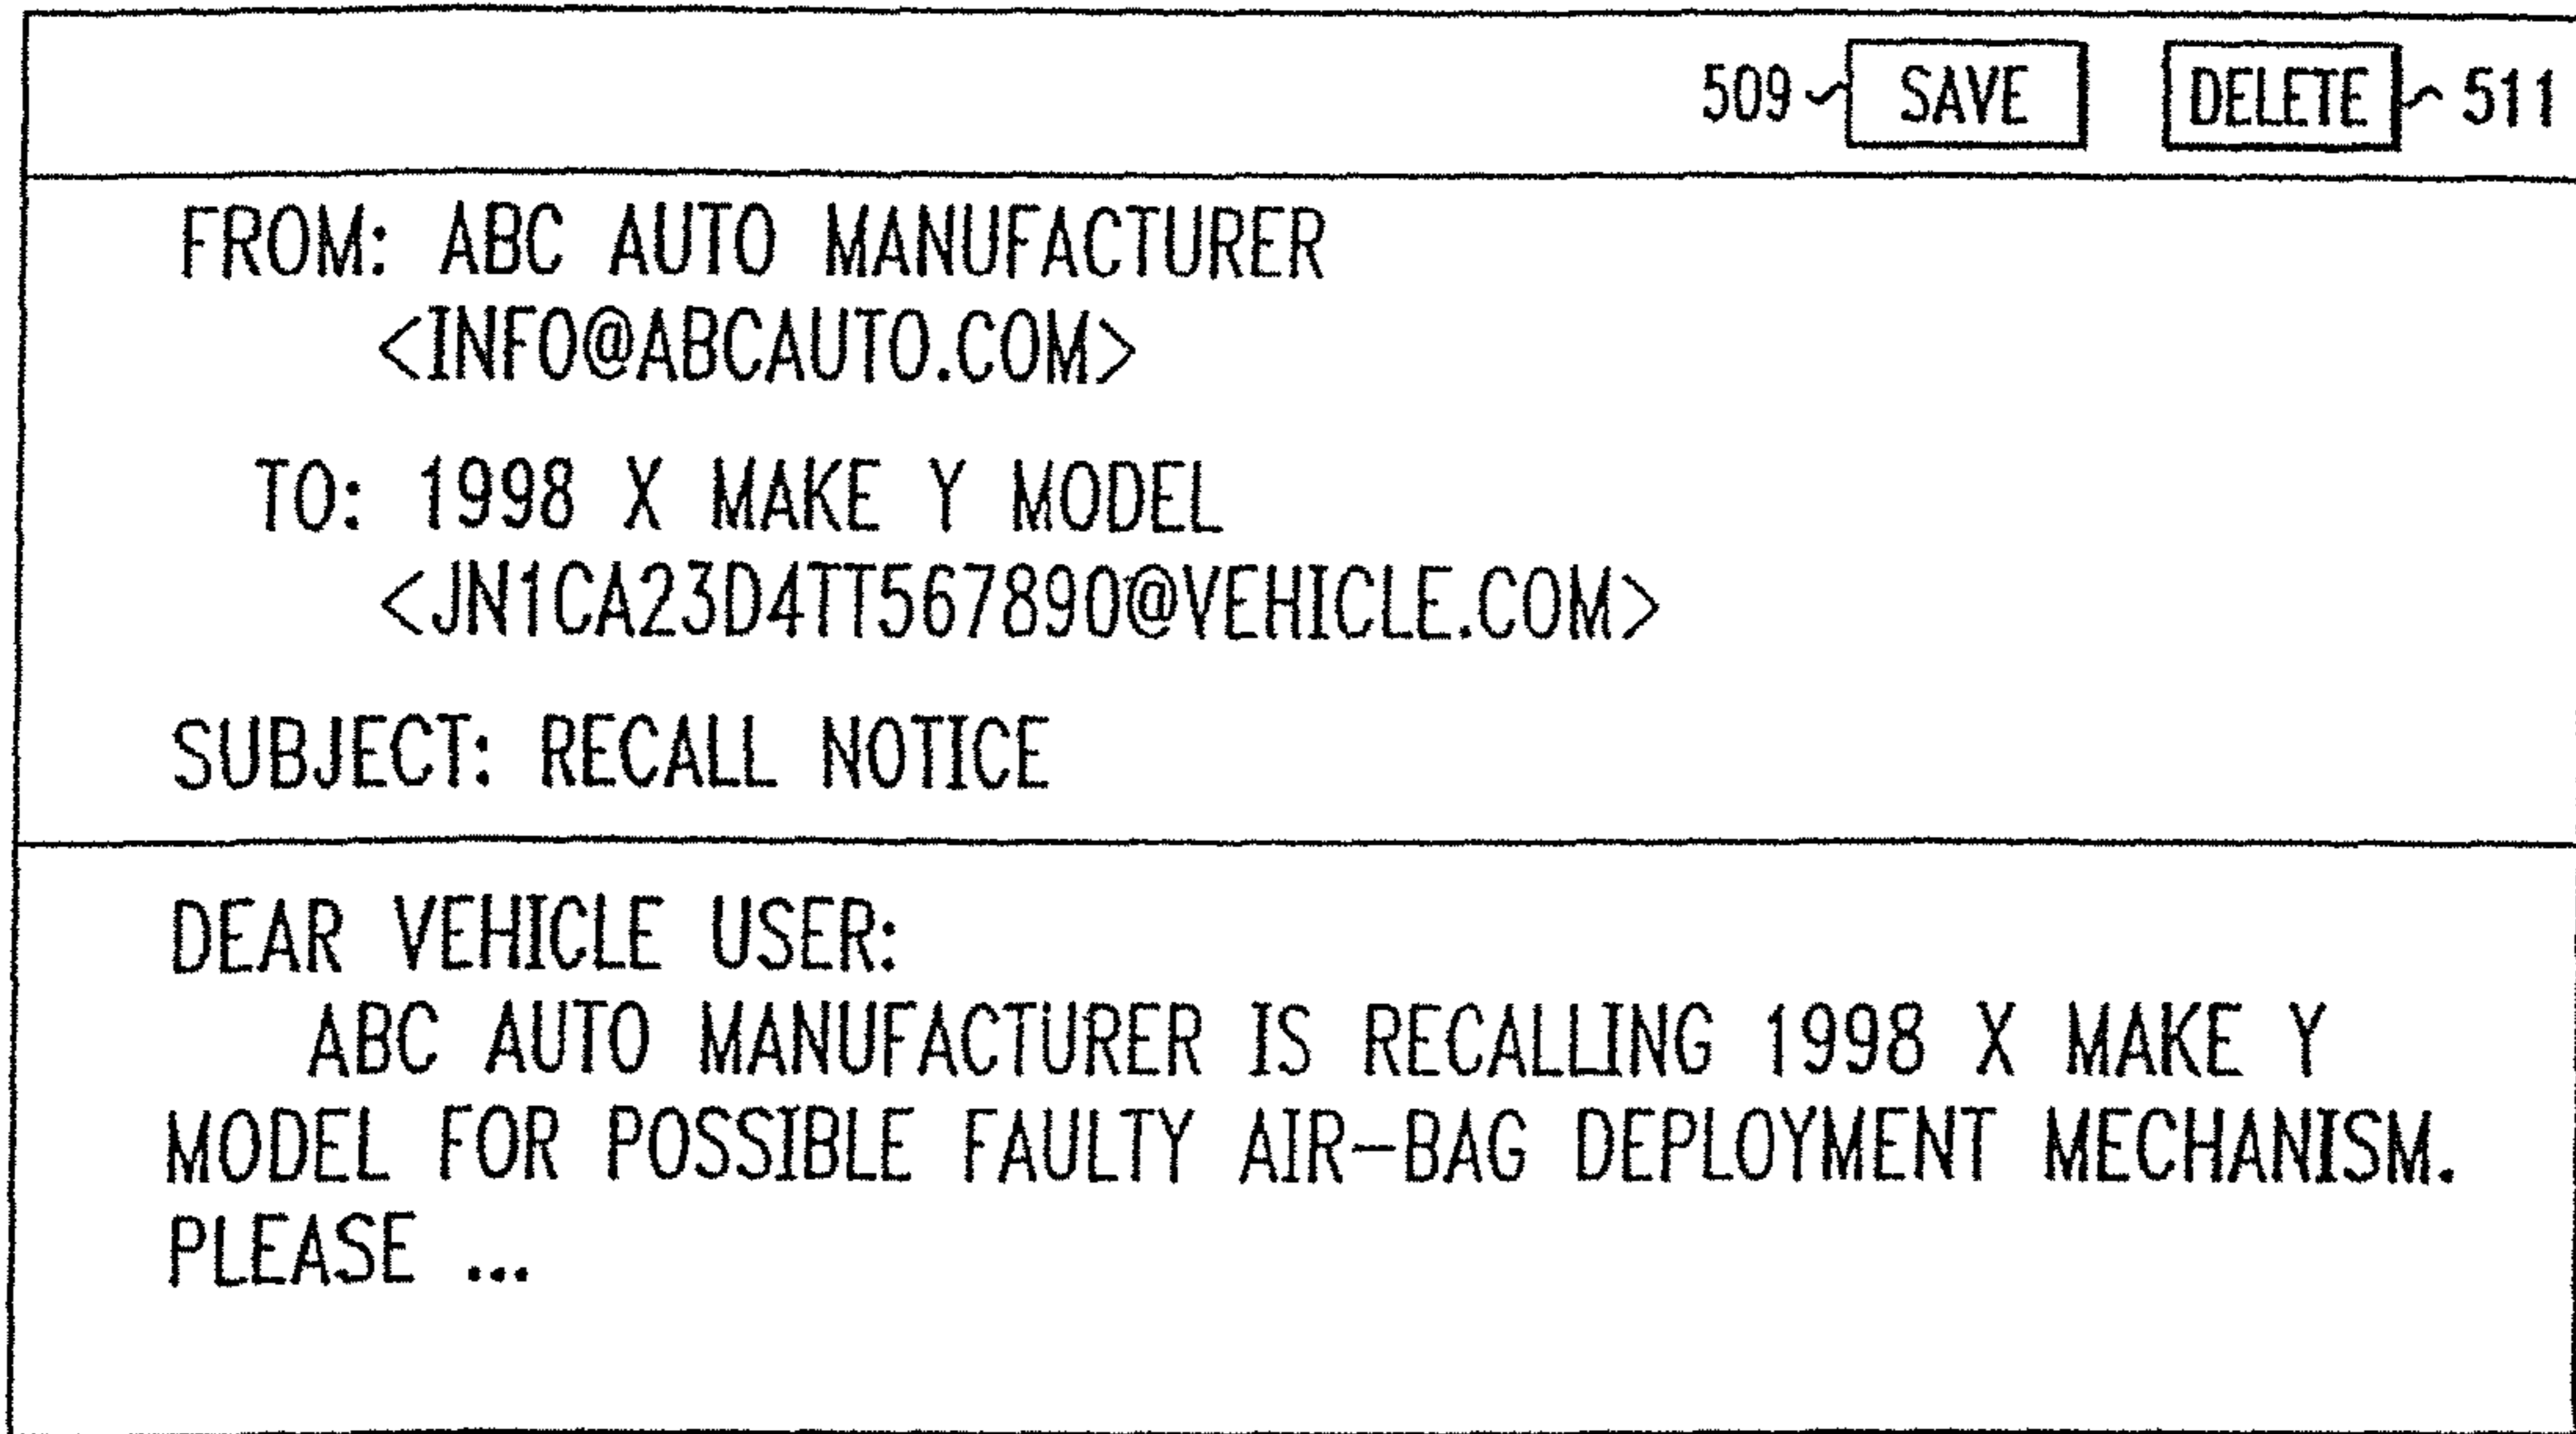 509 SAVE DELETE 511
FROM: ABC AUTO MANUFACTURER
<INFO@ABCAUTO.COM>
TO: 1998 X MAKE Y MODEL
<JN1CA23D4TT567890@VEHICLE.COM>
SUBJECT: RECALL NOTICE
DEAR VEHICLE USER:
ABC AUTO MANUFACTURER IS RECALLING 1998 X MAKE Y
MODEL FOR POSSIBLE FAULTY AIR-BAG DEPLOYMENT MECHANISM.
PLEASE ...